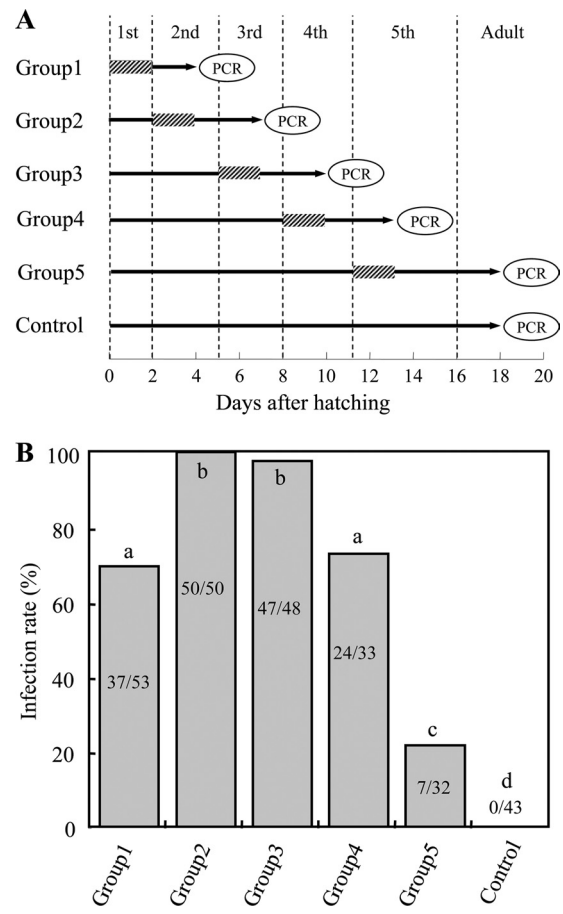 A
1st 2nd 3rd 4th 5th Adult
Group1 PCR
Group2 PCR
Group3 PCR
Group4 PCR
Group5 PCR
Control PCR
0 2 4 6 8 10 12 14 16 18 20
Days after hatching
B
Infection rate (%)
100
80
60
40
20
0
a
37/53
b
50/50
b
47/48
a
24/33
c
7/32
d
0/43
Group1 Group2 Group3 Group4 Group5 Control